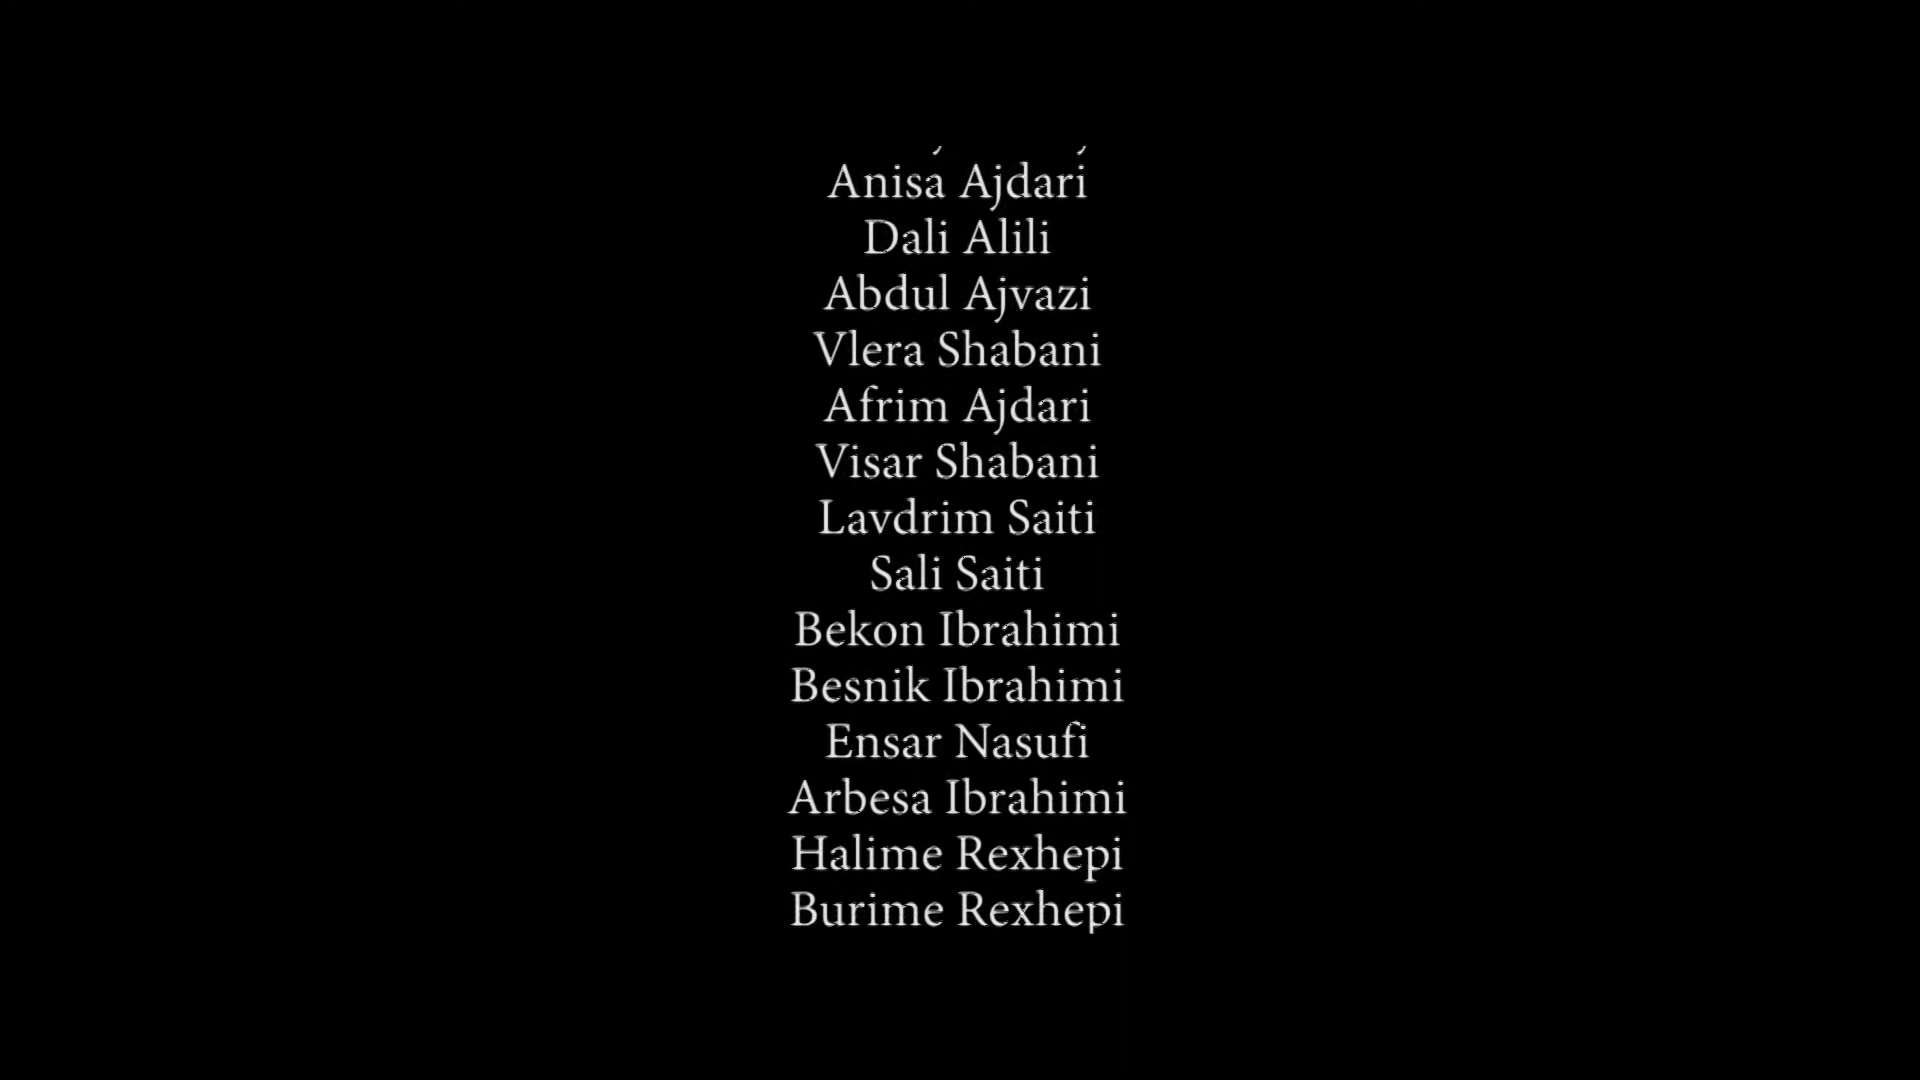 Anisa Ajdari
Dali Alili
Abdul Ajvazi
Vlera Shabani
Afrim Ajdari
Visar Shabani
Lavdrim Saiti
Sali Saiti
Bekon Ibrahimi
Besnik Ibrahimi
Ensar Nasufi
Arbesa Ibrahimi
Halime Rexhepi
Burime Rexhepi